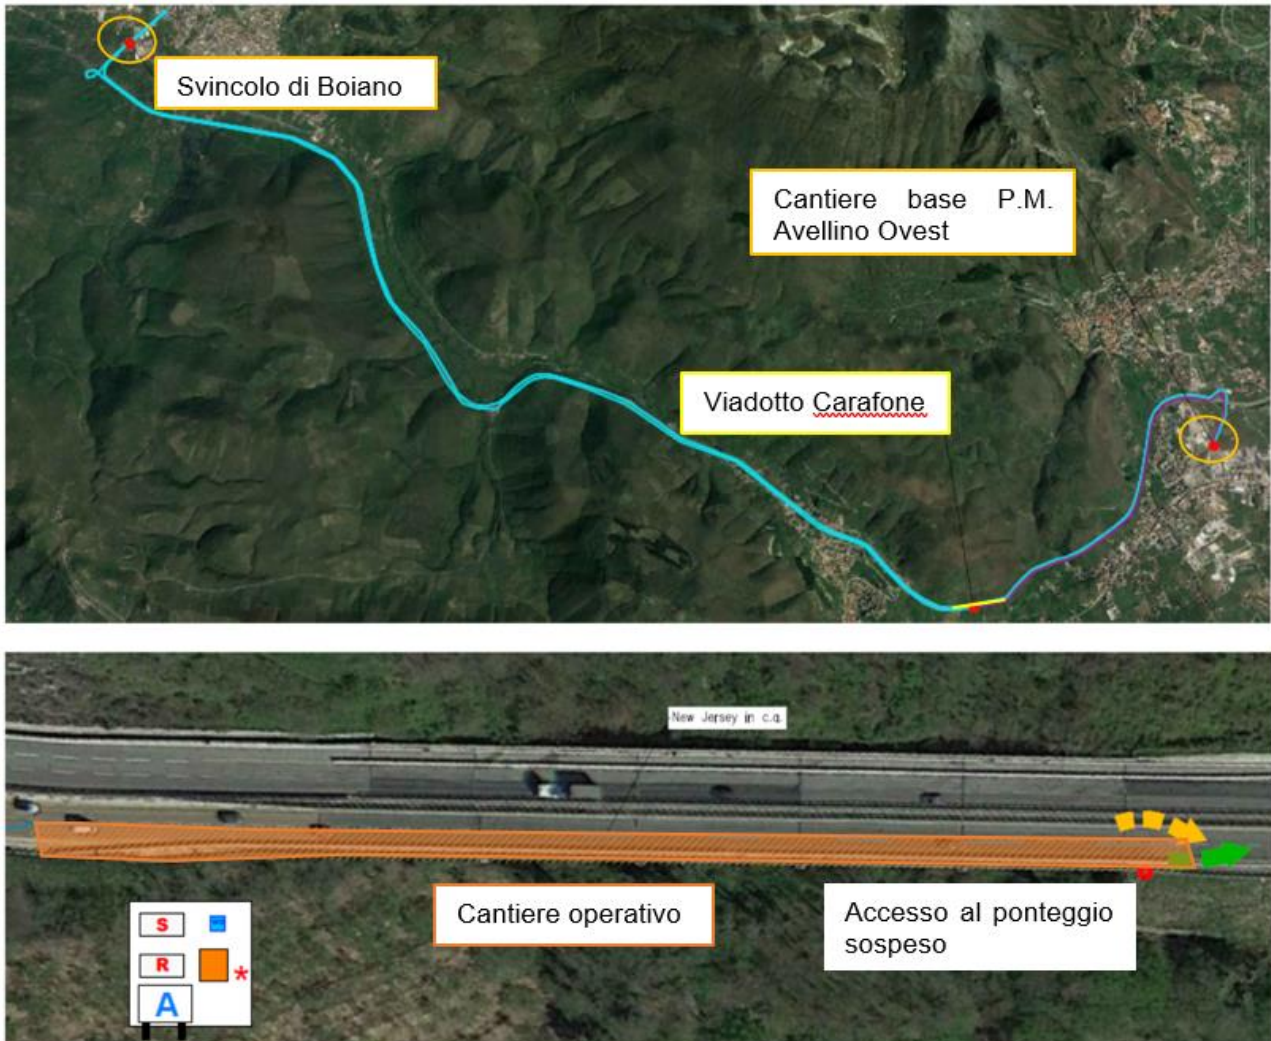 Svincolo di Boiano
Cantiere base P.M.
Avellino Ovest
Viadotto Carafone
New Jersey in c.a.
Cantiere operativo
Accesso al ponteggio
sospeso
S
R
*
A